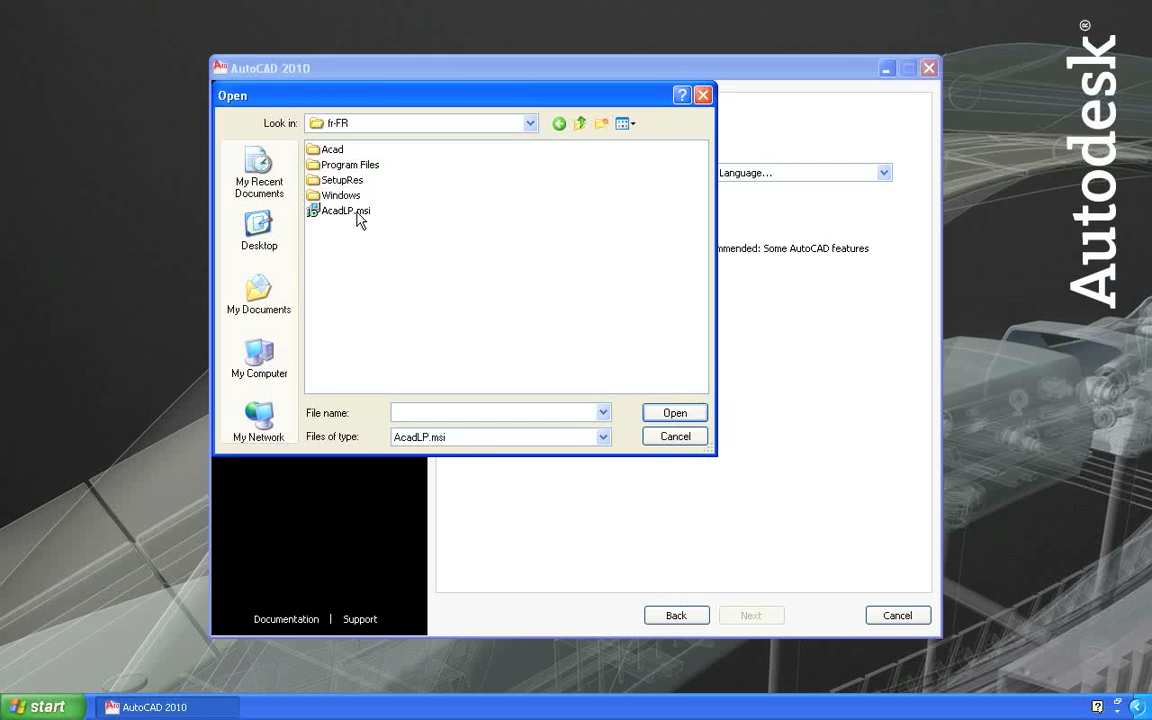 AutoCAD 2010
Open
Look in:
fr-FR
My Recent
Documents
Desktop
My Documents
My Computer
My Network
Acad
Program Files
SetupRes
Windows
AcadLP.msi
File name:
Open
Files of type:
AcadLP.msi
Cancel
Language...
mmended: Some AutoCAD features
Documentation | Support
Back
Next
Cancel
Autodesk®
start
AutoCAD 2010